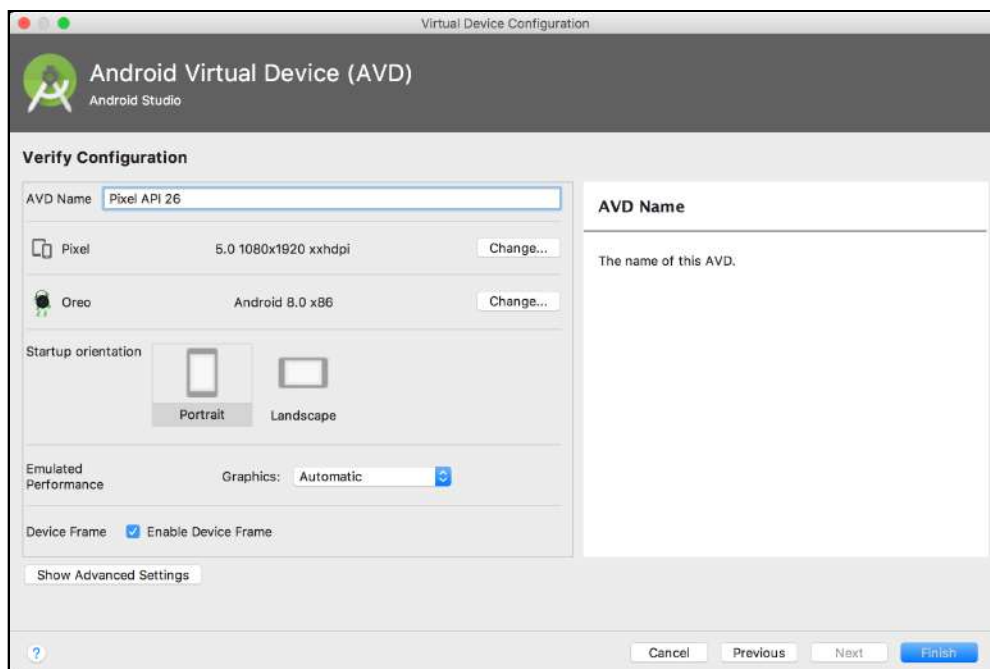 Virtual Device Configuration
Android Virtual Device (AVD)
Android Studio
Verify Configuration
AVD Name Pixel API 26
Pixel 5.0 1080x1920 xxhdpi Change...
Oreo Android 8.0 x86 Change...
Startup orientation
Portrait Landscape
Emulated
Performance
Graphics: Automatic
Device Frame Enable Device Frame
Show Advanced Settings
AVD Name
The name of this AVD.
? Cancel Previous Next Finish